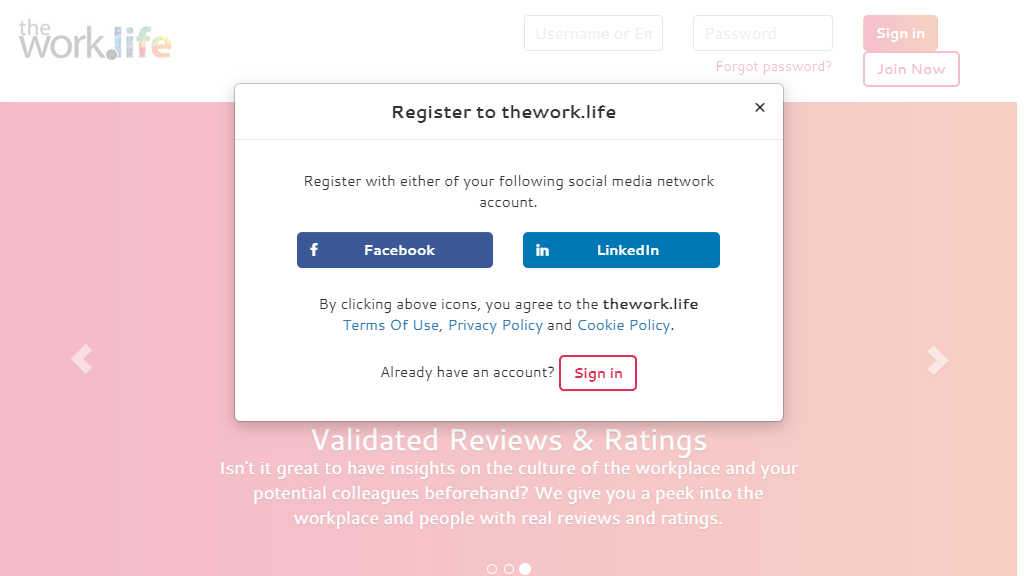 the
work.life
Username or Em
Password
Sign in
Forgot password?
Join Now
Register to thework.life
×
Register with either of your following social media network
account.
f Facebook
in LinkedIn
By clicking above icons, you agree to the thework.life
Terms Of Use, Privacy Policy and Cookie Policy.
Already have an account? Sign in
Validated Reviews & Ratings
Isn't it great to have insights on the culture of the workplace and your
potential colleagues beforehand? We give you a peek into the
workplace and people with real reviews and ratings.